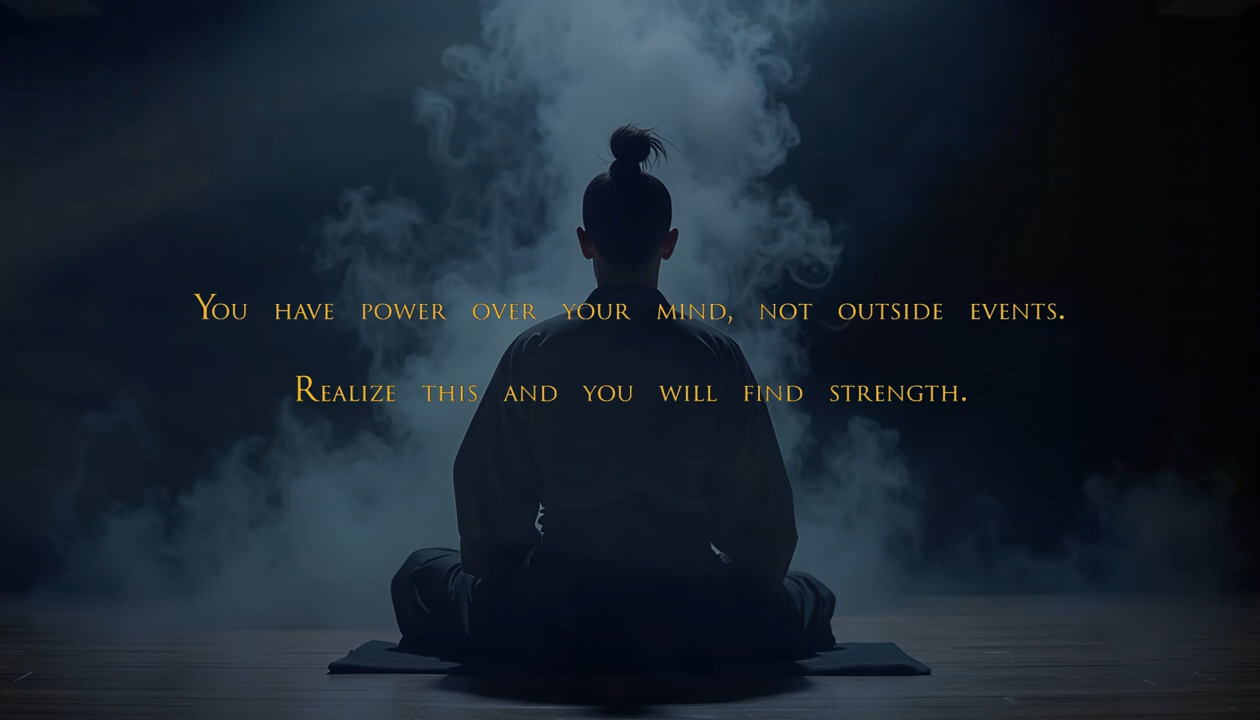 You have power over your mind, not outside events.
Realize this and you will find strength.